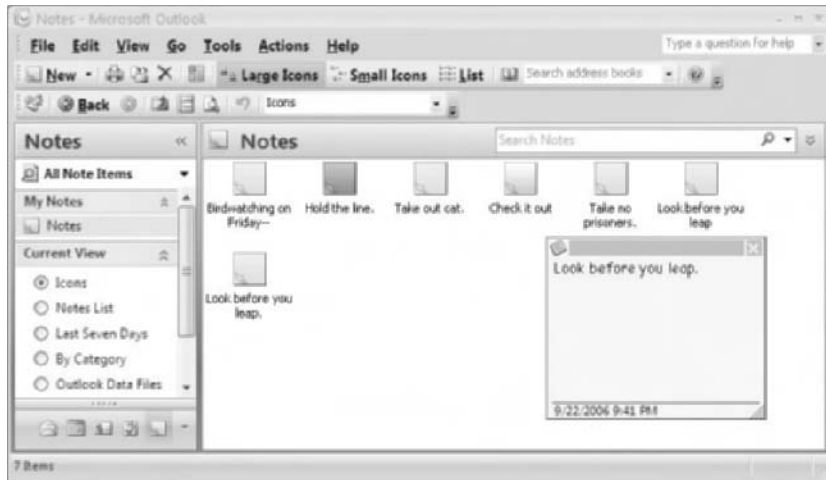 Notes - Microsoft Outlook
File Edit View Go Tools Actions Help
Type a question for help
New Large Icons Small Icons List Search address books
Back Icons
Notes
All Note Items
My Notes
Notes
Current View
Icons
Notes List
Last Seven Days
By Category
Outlook Data Files
Notes
Search Notes
Birdwatching on
Friday--
Hold the line.
Take out cat.
Check it out
Take no
prisoners.
Look before you
leap
Look before you
leap.
Look before you leap.
9/22/2006 9:41 PM
7 Items